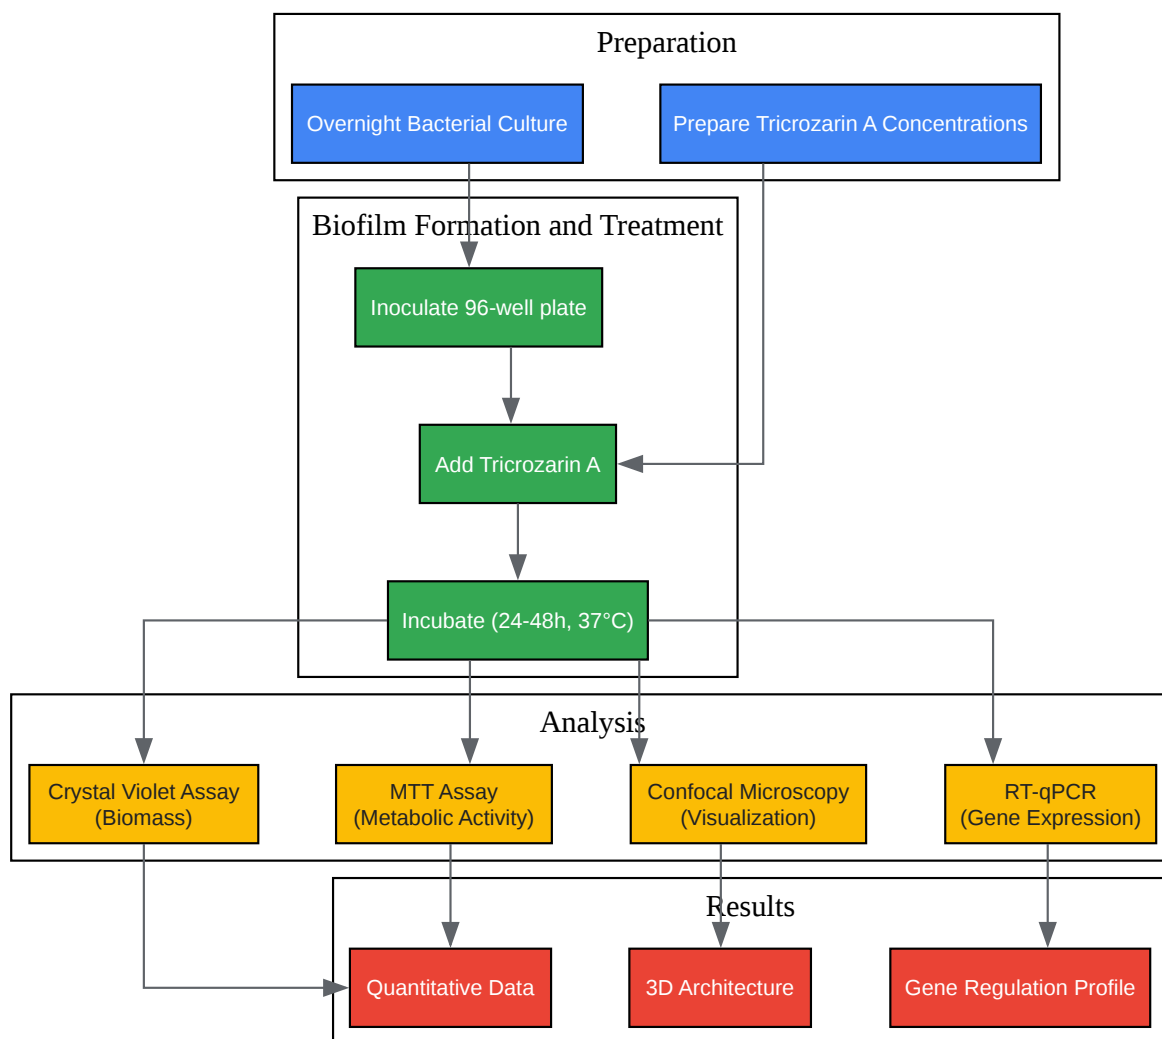 Preparation
Overnight Bacterial Culture
Prepare Tricrozarin A Concentrations
Biofilm Formation and Treatment
Inoculate 96-well plate
Add Tricrozarin A
Incubate (24-48h, 37°C)
Analysis
Crystal Violet Assay
(Biomass)
MTT Assay
(Metabolic Activity)
Confocal Microscopy
(Visualization)
RT-qPCR
(Gene Expression)
Results
Quantitative Data
3D Architecture
Gene Regulation Profile